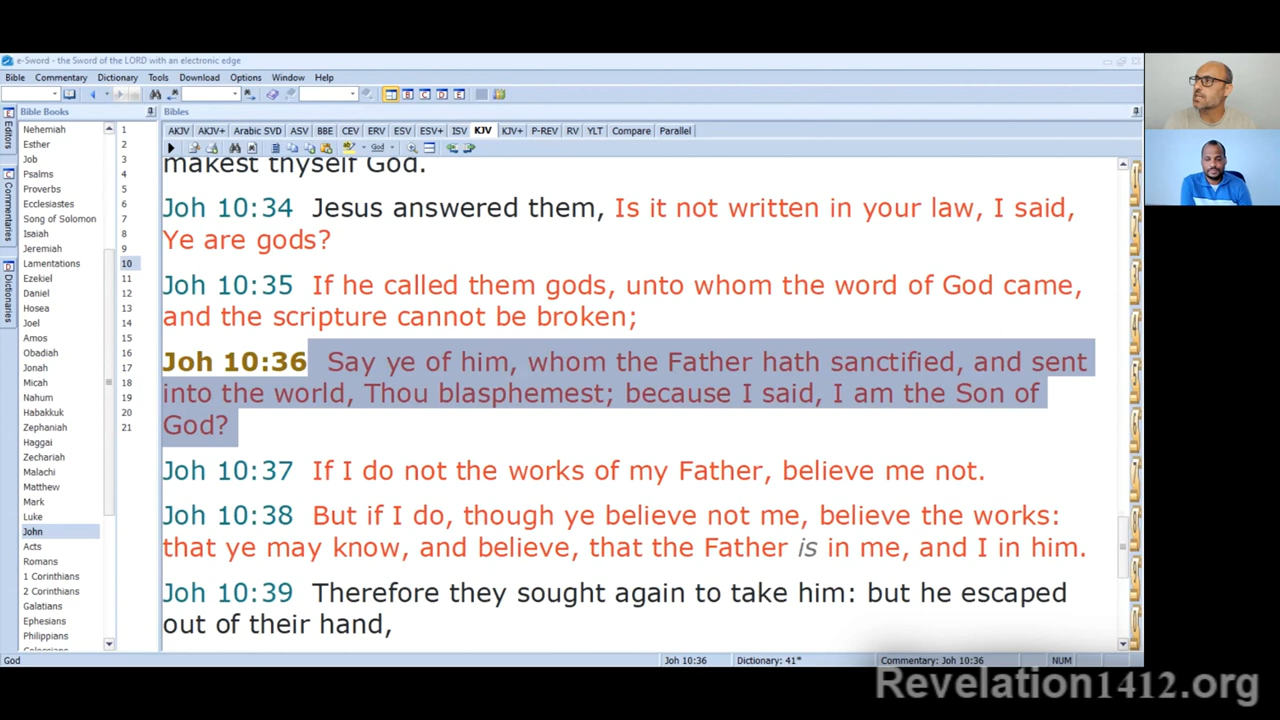 e-Sword - the Sword of the LORD with an electronic edge
Bible Commentary Dictionary Tools Download Options Window Help
Bible Books
Bibles
Editors
Commentaries
Dictionaries
Nehemiah
Esther
Job
Psalms
Proverbs
Ecclesiastes
Song of Solomon
Isaiah
Jeremiah
Lamentations
Ezekiel
Daniel
Hosea
Joel
Amos
Obadiah
Jonah
Micah
Nahum
Habakkuk
Zephaniah
Haggai
Zechariah
Malachi
Matthew
Mark
Luke
John
Acts
Romans
1 Corinthians
2 Corinthians
Galatians
Ephesians
Philippians
1
2
3
4
5
6
7
8
9
10
11
12
13
14
15
16
17
18
19
20
21
AKJV AKJV+ Arabic SVD ASV BBE CEV ERV ESV ESV+ ISV KJV KJV+ P-REV RV YLT Compare Parallel
God
makest thyself God.
Joh 10:34 Jesus answered them, Is it not written in your law, I said,
Ye are gods?
Joh 10:35 If he called them gods, unto whom the word of God came,
and the scripture cannot be broken;
Joh 10:36 Say ye of him, whom the Father hath sanctified, and sent
into the world, Thou blasphemest; because I said, I am the Son of
God?
Joh 10:37 If I do not the works of my Father, believe me not.
Joh 10:38 But if I do, though ye believe not me, believe the works:
that ye may know, and believe, that the Father is in me, and I in him.
Joh 10:39 Therefore they sought again to take him: but he escaped
out of their hand,
God
Joh 10:36
Dictionary: 41*
Commentary: Joh 10:36
NUM
Revelation1412.org